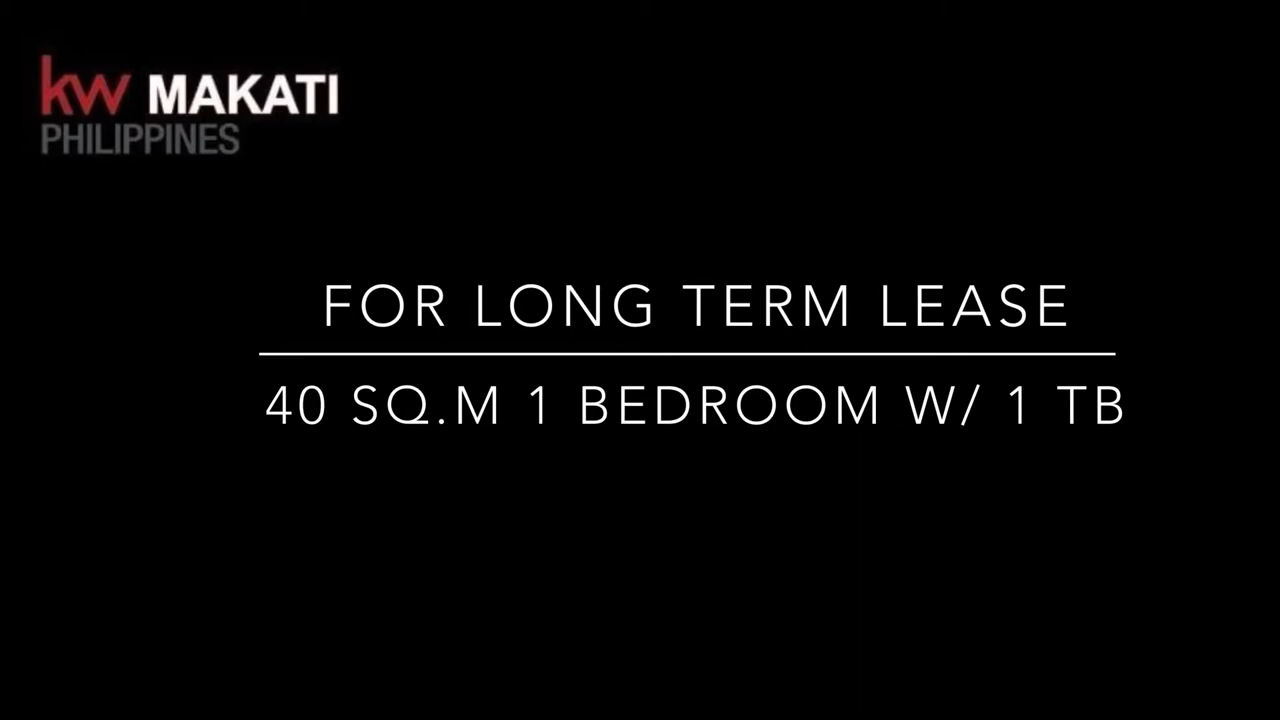 kw MAKATI
PHILIPPINES
FOR LONG TERM LEASE
40 SQ.M 1 BEDROOM W/ 1 TB